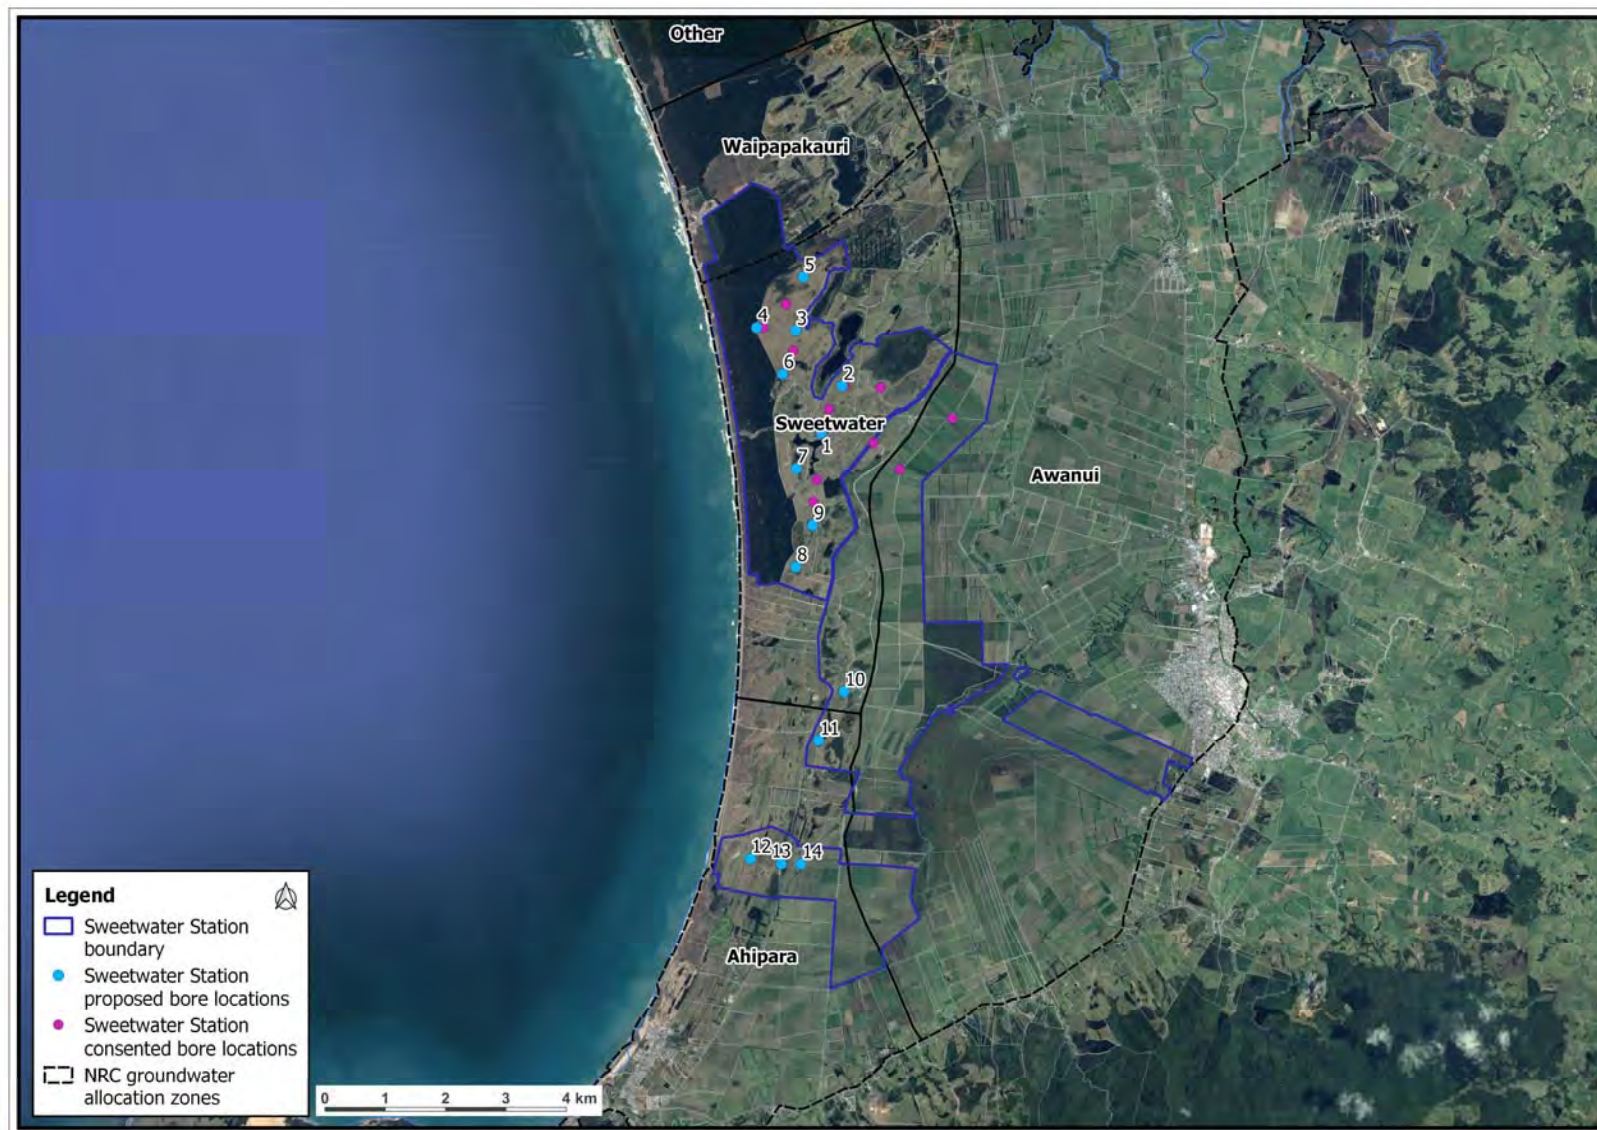 Other
Waipapakauri
5
4
3
6
2
Sweetwater
1
7
Awanui
9
8
10
11
12
13
14
Ahipara
Legend
Sweetwater Station
boundary
Sweetwater Station
proposed bore locations
Sweetwater Station
consented bore locations
NRC groundwater
allocation zones
0 1 2 3 4 km